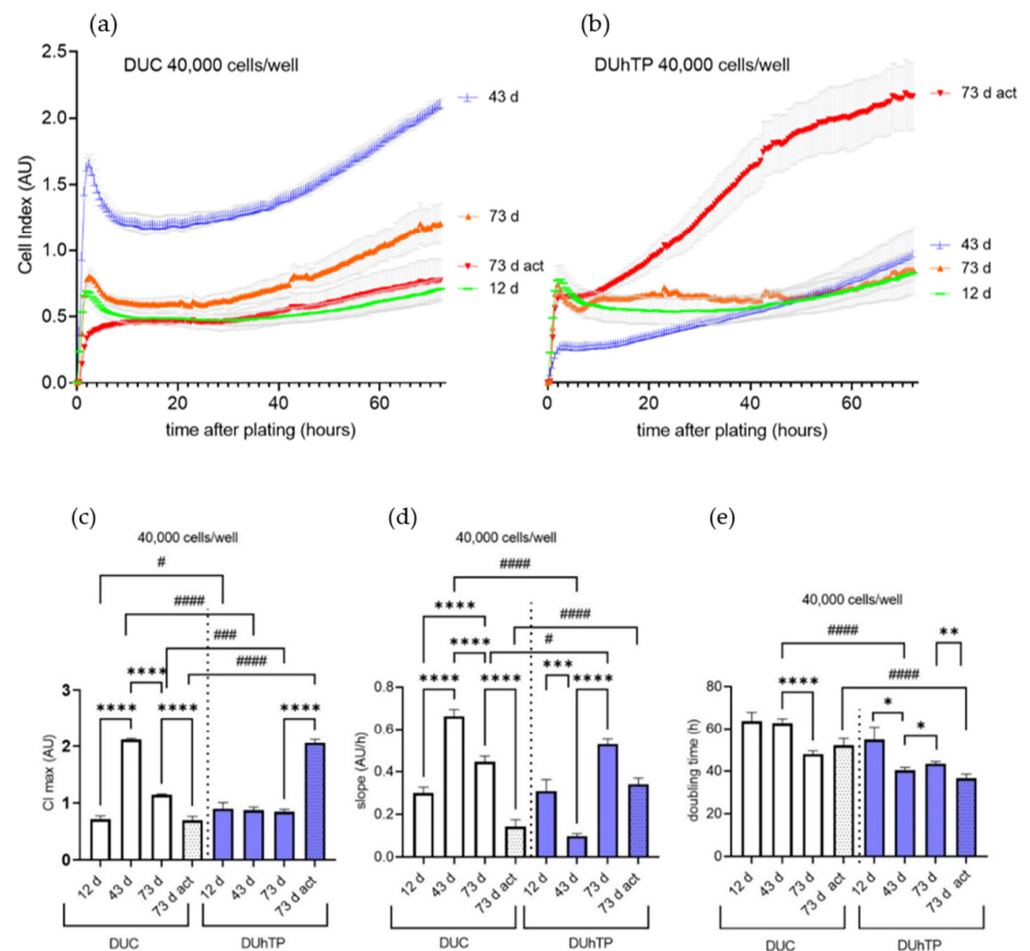 (a)
DUC 40,000 cells/well
Cell Index (AU)
2.5
2.0
1.5
1.0
0.5
0.0
0 20 40 60
time after plating (hours)
43 d
73 d
73 d act
12 d
(b)
DUhTP 40,000 cells/well
0 20 40 60
time after plating (hours)
73 d act
43 d
73 d
12 d
(c)
40,000 cells/well
#
####
###
####
****
**** **** ****
CI max (AU)
3
2
1
0
12 d 43 d 73 d 73 d act 12 d 43 d 73 d 73 d act
DUC DUhTP
(d)
40,000 cells/well
####
****
####
#
****
*** ****
**** ****
slope (AU/h)
0.8
0.6
0.4
0.2
0.0
12 d 43 d 73 d 73 d act 12 d 43 d 73 d 73 d act
DUC DUhTP
(e)
40,000 cells/well
####
**
****
####
*
*
doubling time (h)
80
60
40
20
0
12 d 43 d 73 d 73 d act 12 d 43 d 73 d 73 d act
DUC DUhTP